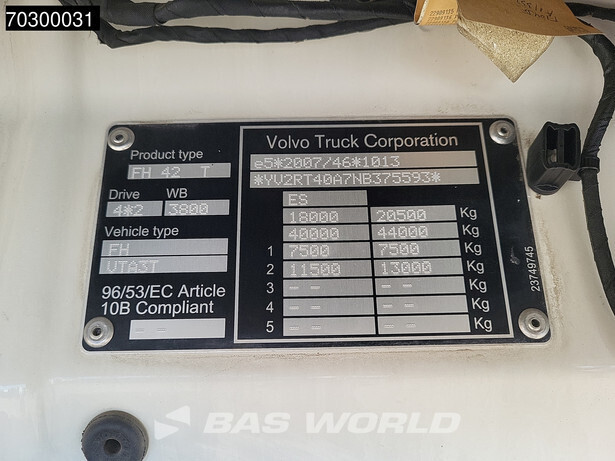 70300031
Product type
FH 42 T
Drive WB
4*2 3800
Vehicle type
FH
VTA3T
96/53/EC Article
10B Compliant
- -
Volvo Truck Corporation
e5*2007/46*1013
*YV2RT40A7NB375593*
ES
18000 20500 Kg
40000 44000 Kg
1 7500 7500 Kg
2 11500 13000 Kg
3 - - - - Kg
4 - - - - Kg
5 - - - - Kg
23749745
BAS WORLD